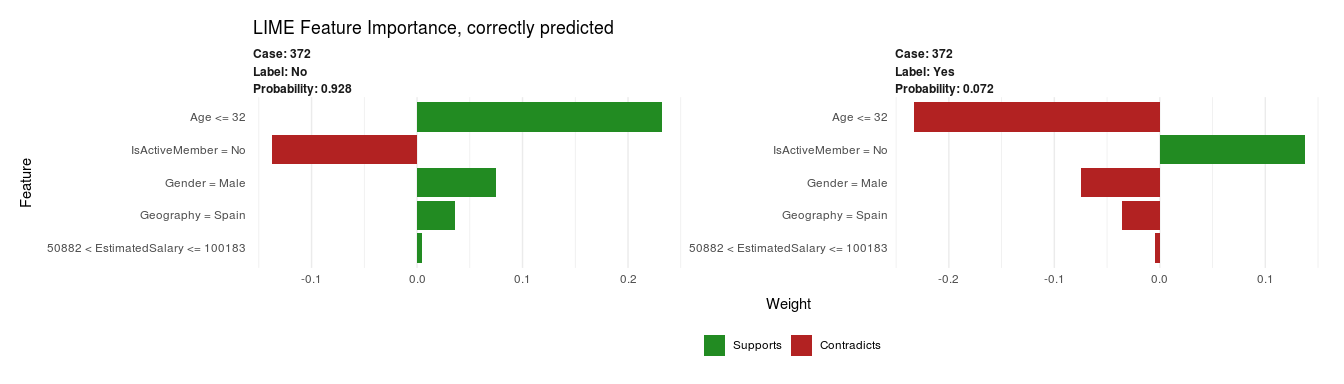 LIME Feature Importance, correctly predicted
Case: 372
Label: No
Probability: 0.928
Case: 372
Label: Yes
Probability: 0.072
Feature
Age <= 32
IsActiveMember = No
Gender = Male
Geography = Spain
50882 < EstimatedSalary <= 100183
-0.1 0.0 0.1 0.2
Age <= 32
IsActiveMember = No
Gender = Male
Geography = Spain
50882 < EstimatedSalary <= 100183
-0.2 -0.1 0.0 0.1
Weight
Supports Contradicts